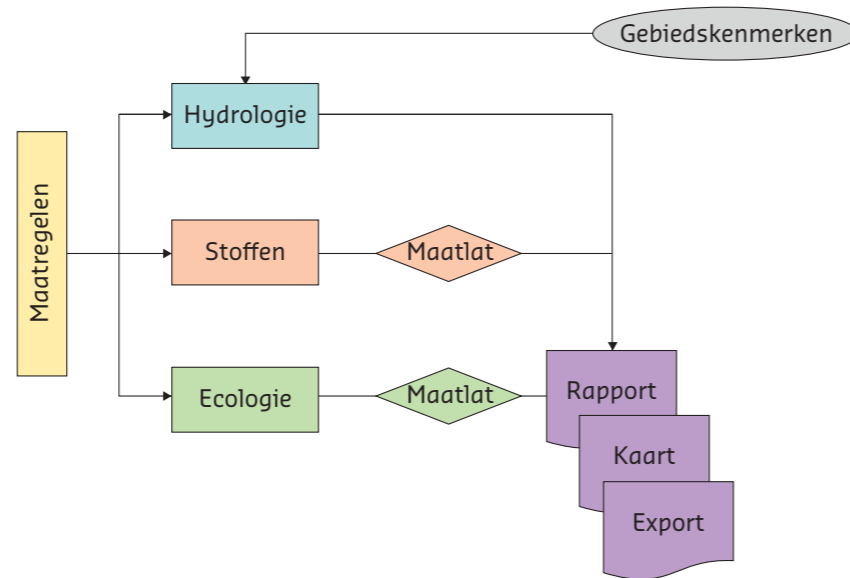 Gebiedskenmerken
Hydrologie
Maatregelen
Stoffen
Maatlat
Ecologie
Maatlat
Rapport
Kaart
Export